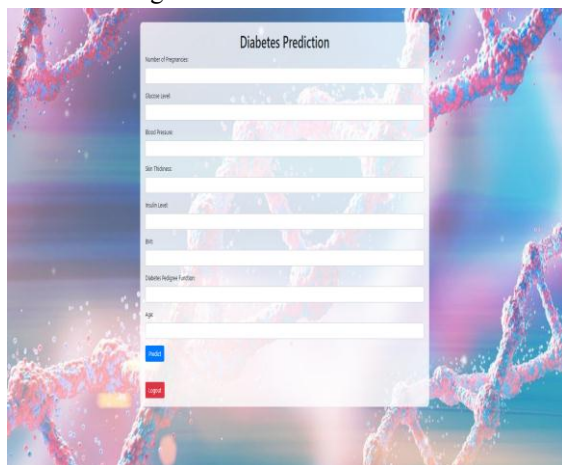 Diabetes Prediction
Number of Pregnancies:
Glucose Level:
Blood Pressure:
Skin Thickness:
Insulin Level:
BMI:
Diabetes Pedigree Function:
Age:
Predict
Logout